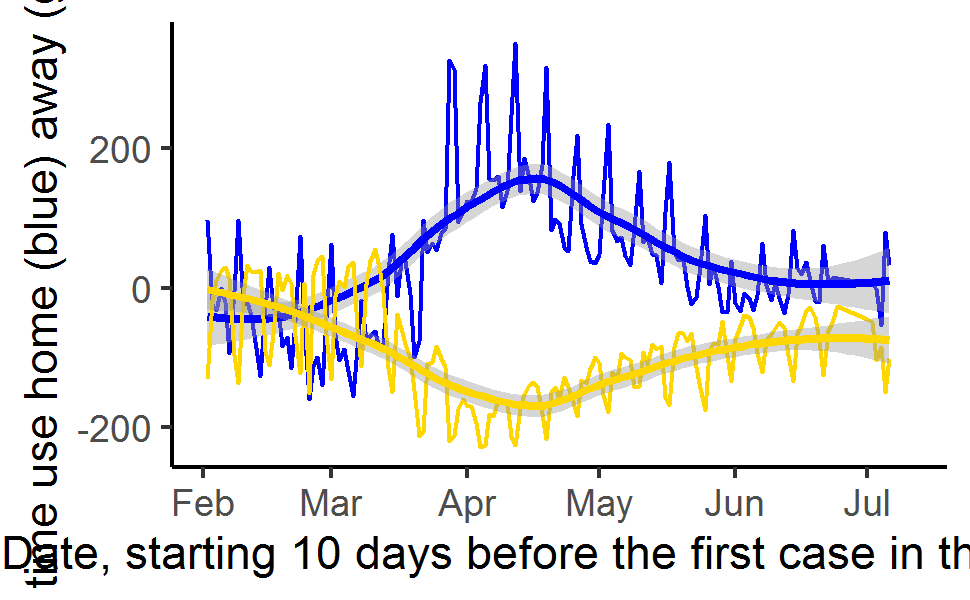 time use home (blue) away (
200
0
-200
Feb Mar Apr May Jun Jul
Date, starting 10 days before the first case in th